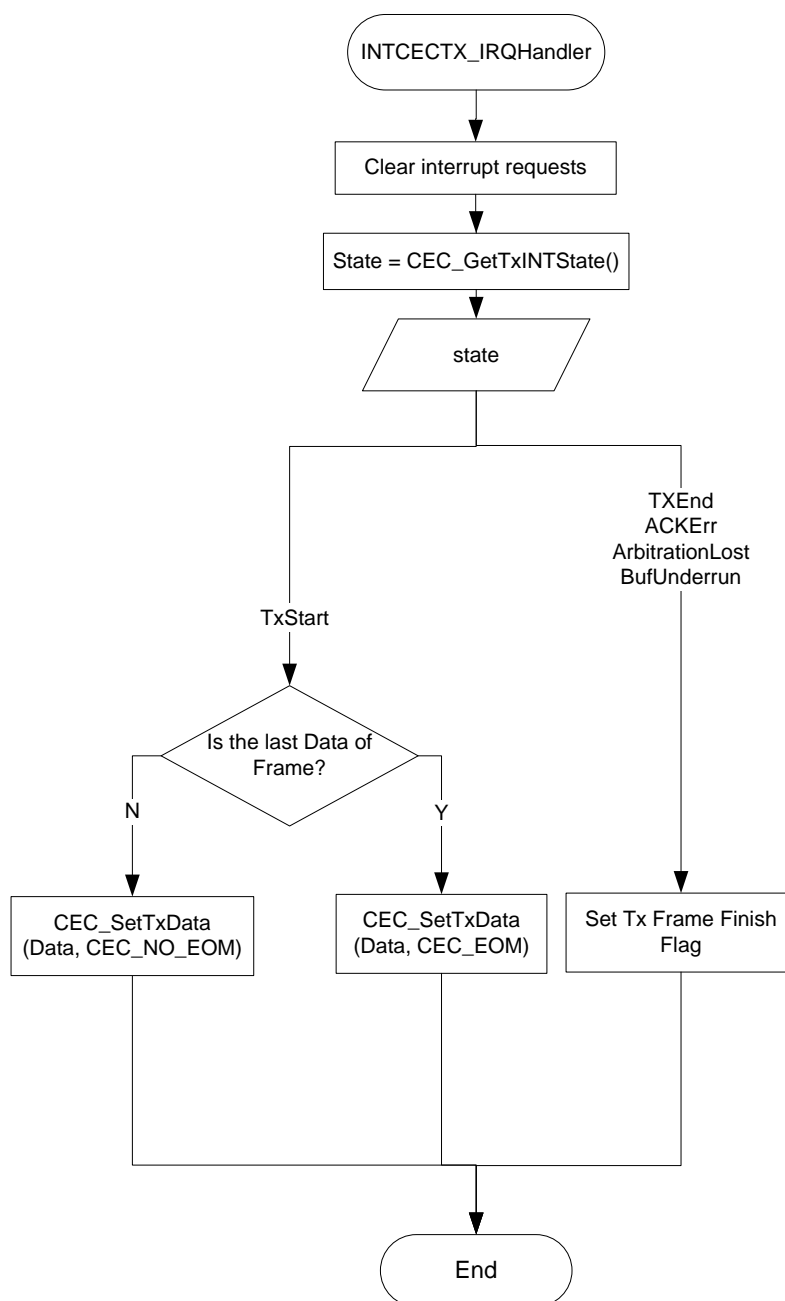 INTCECTX_IRQHandler
Clear interrupt requests
State = CEC_GetTxINTState()
state
TXEnd
ACKErr
ArbitrationLost
BufUnderrun
TxStart
Is the last Data of
Frame?
N
Y
CEC_SetTxData
(Data, CEC_NO_EOM)
CEC_SetTxData
(Data, CEC_EOM)
Set Tx Frame Finish
Flag
End